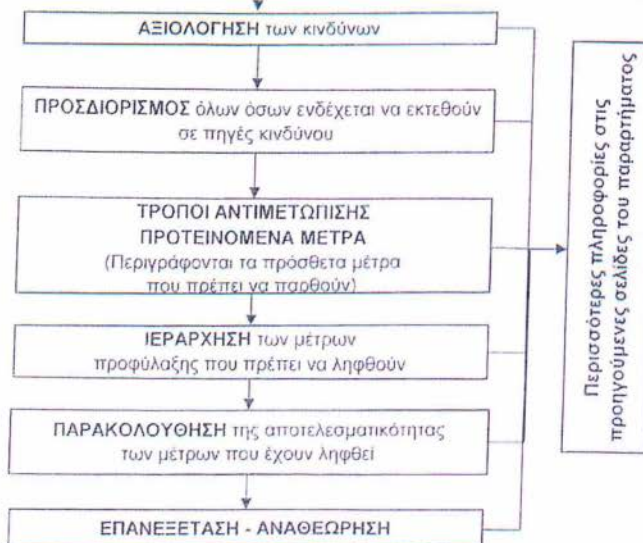 ΑΞΙΟΛΟΓΗΣΗ των κινδύνων
ΠΡΟΣΔΙΟΡΙΣΜΟΣ όλων όσων ενδέχεται να εκτεθούν
σε πηγές κινδύνου
ΤΡΟΠΟΙ ΑΝΤΙΜΕΤΩΠΙΣΗΣ
ΠΡΟΤΕΙΝΟΜΕΝΑ ΜΕΤΡΑ
(Περιγράφονται τα πρόσθετα μέτρα
που πρέπει να παρθούν)
ΙΕΡΑΡΧΗΣΗ των μέτρων
προφύλαξης που πρέπει να ληφθούν
ΠΑΡΑΚΟΛΟΥΘΗΣΗ της αποτελεσματικότητας
των μέτρων που έχουν ληφθεί
ΕΠΑΝΕΞΕΤΑΣΗ - ΑΝΑΘΕΩΡΗΣΗ
Περισσότερες πληροφορίες στις
προηγούμενες σελίδες του παραρτήματος